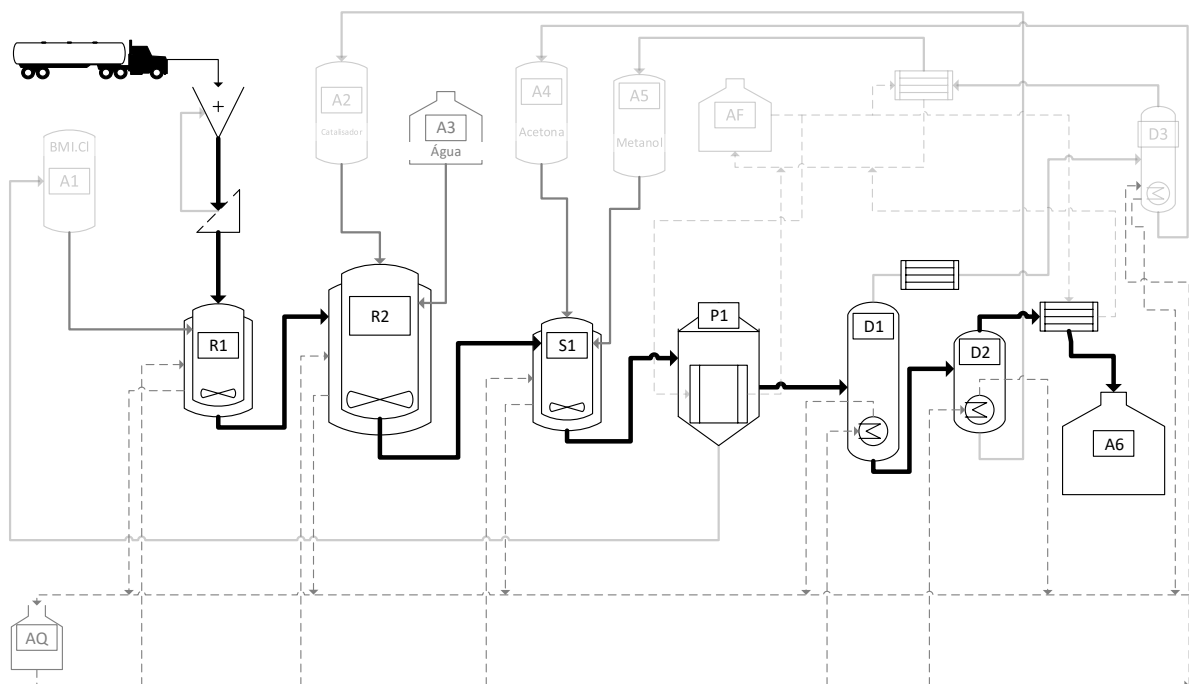 A2
Catalisador
A4
Acetona
A5
Metanol
+
A3
Água
AF
D3
BMI.Cl
A1
R1
R2
S1
P1
D1
D2
A6
AQ